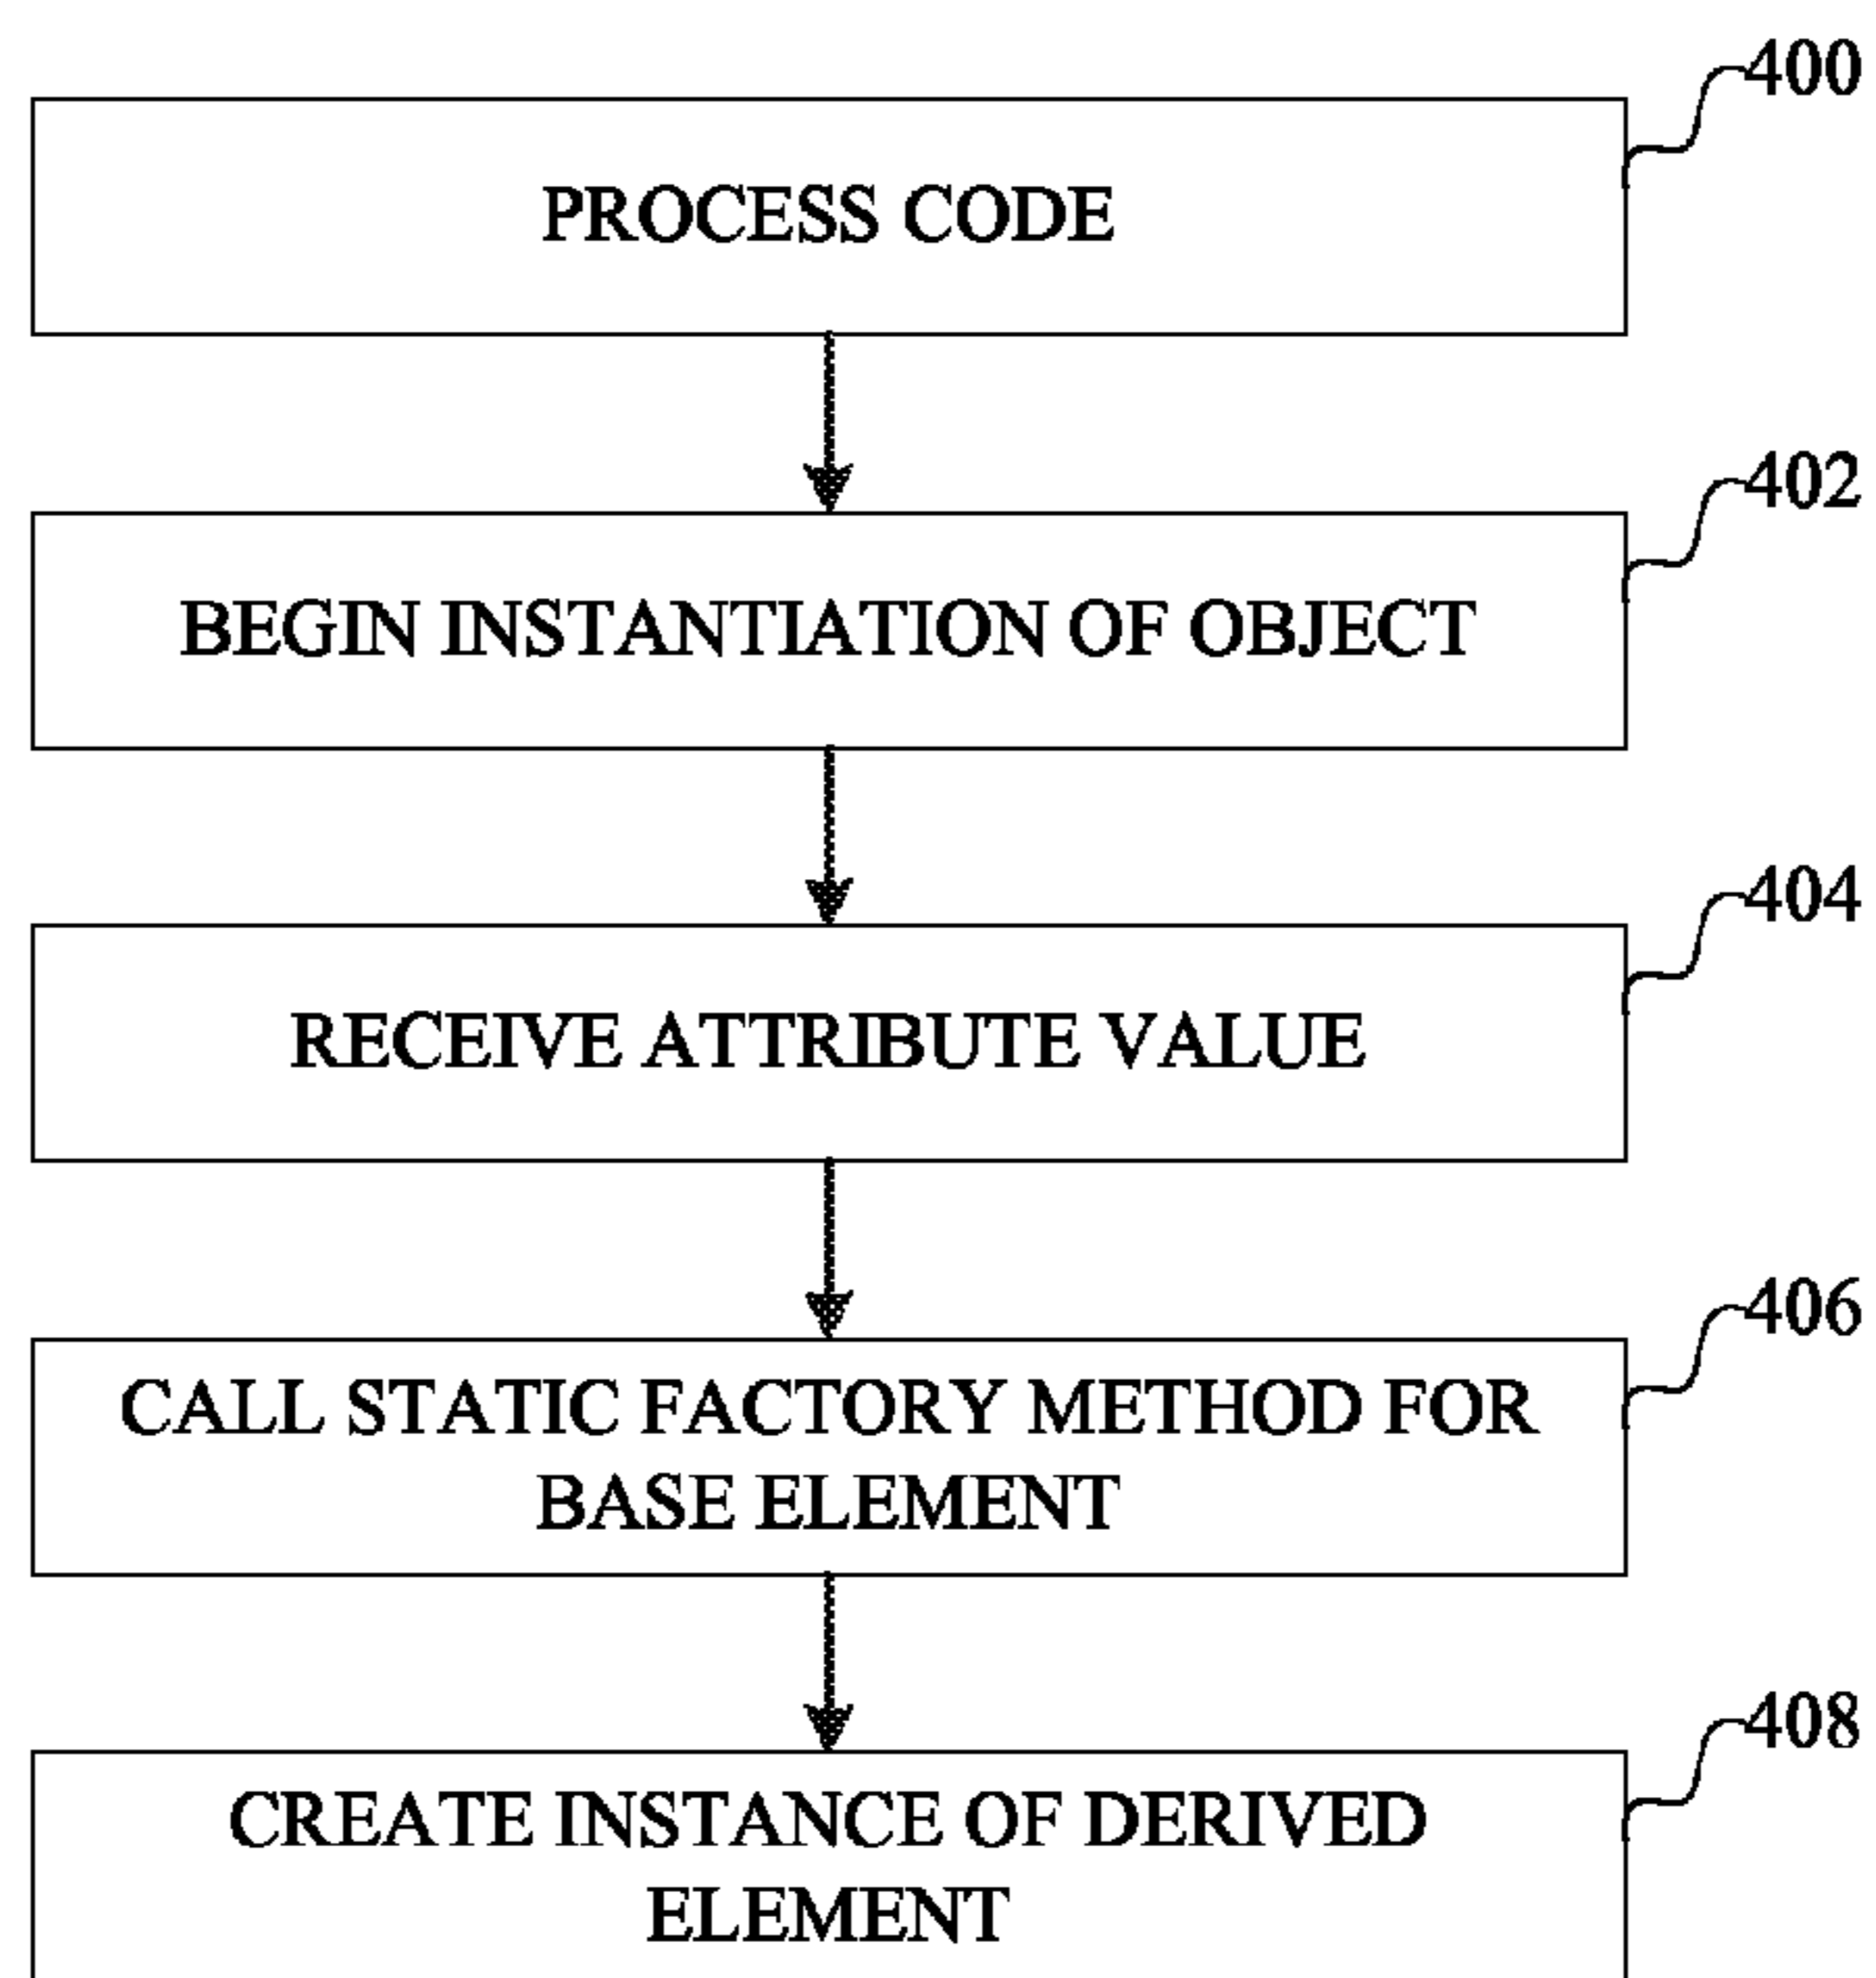 400
PROCESS CODE
402
BEGIN INSTANTIATION OF OBJECT
404
RECEIVE ATTRIBUTE VALUE
406
CALL STATIC FACTORY METHOD FOR
BASE ELEMENT
408
CREATE INSTANCE OF DERIVED
ELEMENT